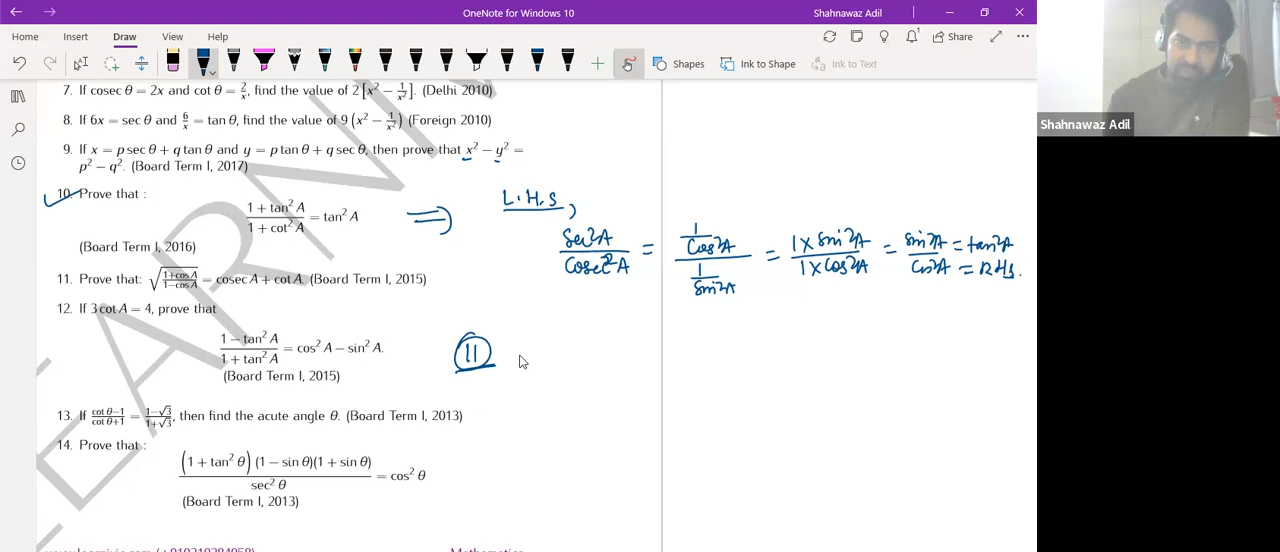 OneNote for Windows 10
Shahnawaz Adil
Home Insert Draw View Help
Share
Shapes
Ink to Shape
Ink to Text
Shahnawaz Adil
7. If cosec θ = 2x and cot θ = 2/x, find the value of 2 [x² − 1/x²]. (Delhi 2010)
8. If 6x = sec θ and 6/x = tan θ, find the value of 9 (x² − 1/x²) (Foreign 2010)
9. If x = p sec θ + q tan θ and y = p tan θ + q sec θ, then prove that x² − y² =
p² − q². (Board Term I, 2017)
10. Prove that :
(1 + tan² A)/(1 + cot² A) = tan² A
(Board Term I, 2016)
⇒ L.H.S,
sec²A/cosec²A = (1/cos²A)/(1/sin²A) = (1 × sin²A)/(1 × cos²A) = sin²A/cos²A = tan²A
= RHS.
11. Prove that: √((1+cos A)/(1−cos A)) = cosec A + cot A. (Board Term I, 2015)
12. If 3 cot A = 4, prove that
(1 − tan² A)/(1 + tan² A) = cos² A − sin² A.
(Board Term I, 2015)
11
13. If (cot θ−1)/(cot θ+1) = (1−√3)/(1+√3), then find the acute angle θ. (Board Term I, 2013)
14. Prove that :
((1 + tan² θ) (1 − sin θ)(1 + sin θ))/(sec² θ) = cos² θ
(Board Term I, 2013)